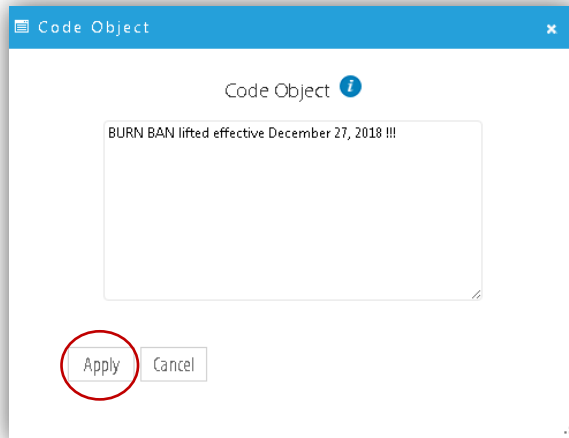 Code Object
Code Object
BURN BAN lifted effective December 27, 2018 !!!
Apply Cancel